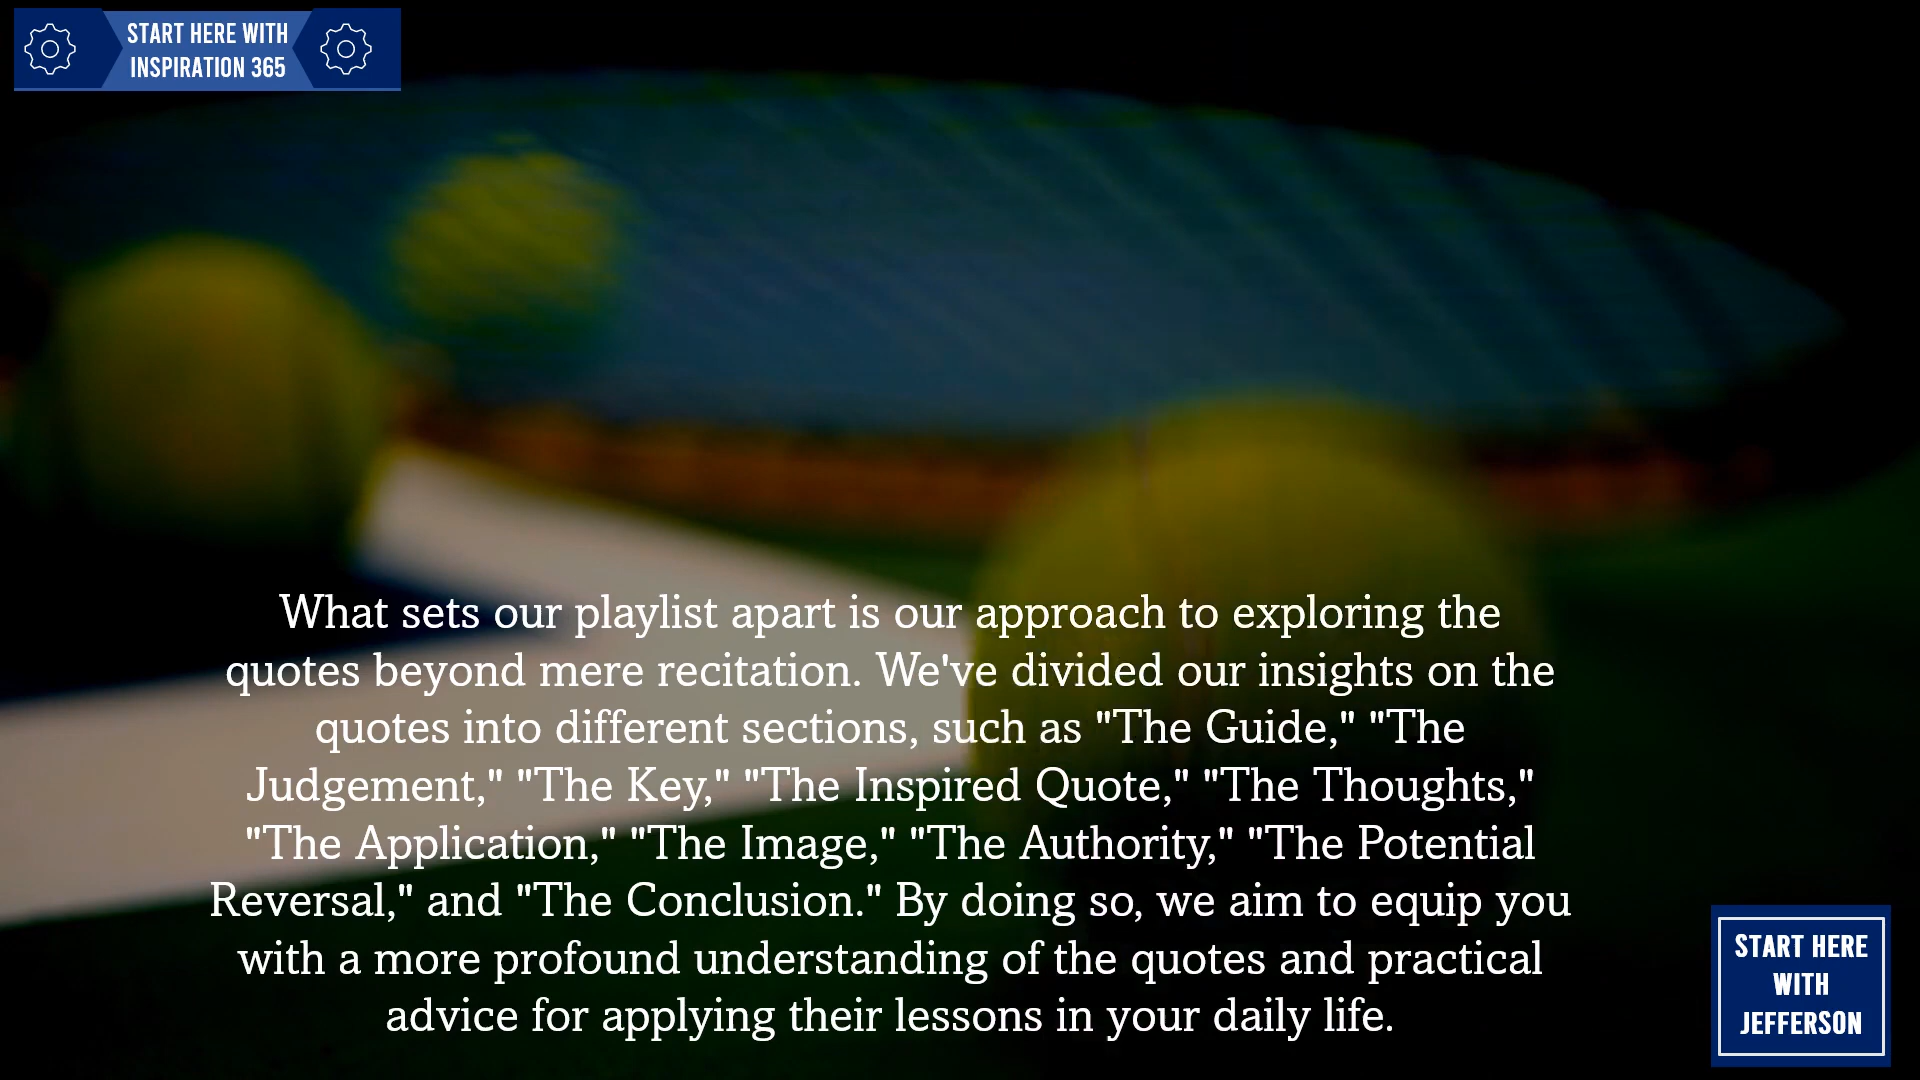 START HERE WITH
INSPIRATION 365
What sets our playlist apart is our approach to exploring the
quotes beyond mere recitation. We've divided our insights on the
quotes into different sections, such as "The Guide," "The
Judgement," "The Key," "The Inspired Quote," "The Thoughts,"
"The Application," "The Image," "The Authority," "The Potential
Reversal," and "The Conclusion." By doing so, we aim to equip you
with a more profound understanding of the quotes and practical
advice for applying their lessons in your daily life.
START HERE
WITH
JEFFERSON